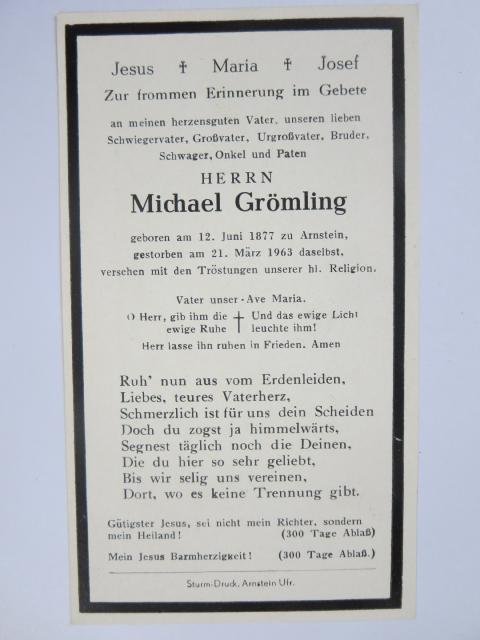 Jesus ✝ Maria ✝ Josef
Zur frommen Erinnerung im Gebete
an meinen herzensguten Vater, unseren lieben
Schwiegervater, Großvater, Urgroßvater, Bruder,
Schwager, Onkel und Paten
HERRN
Michael Grömling
geboren am 12. Juni 1877 zu Arnstein,
gestorben am 21. März 1963 daselbst,
versehen mit den Tröstungen unserer hl. Religion.
Vater unser - Ave Maria.
O Herr, gib ihm die ✝ Und das ewige Licht
ewige Ruhe leuchte ihm!
Herr lasse ihn ruhen in Frieden. Amen
Ruh' nun aus vom Erdenleiden,
Liebes, teures Vaterherz,
Schmerzlich ist für uns dein Scheiden
Doch du zogst ja himmelwärts,
Segnest täglich noch die Deinen,
Die du hier so sehr geliebt,
Bis wir selig uns vereinen,
Dort, wo es keine Trennung gibt.
Gütigster Jesus, sei nicht mein Richter, sondern
mein Heiland! (300 Tage Ablaß)
Mein Jesus Barmherzigkeit! (300 Tage Ablaß.)
Sturm-Druck, Arnstein Ufr.